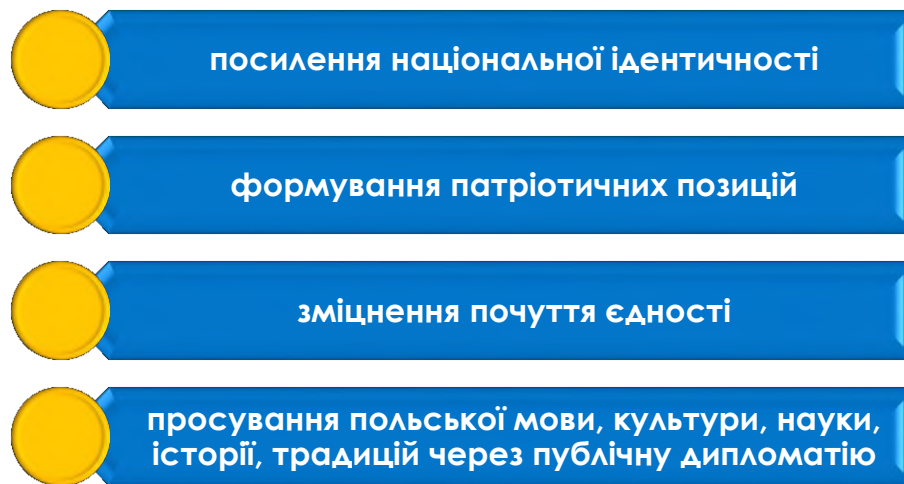 посилення національної ідентичності
формування патріотичних позицій
зміцнення почуття єдності
просування польської мови, культури, науки,
історії, традицій через публічну дипломатію